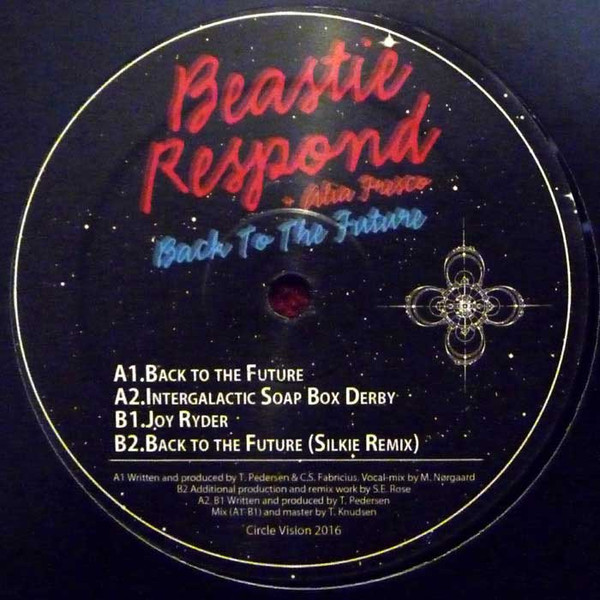 Beastie
Respond
+ Alia Fresco
Back To The Future
A1.Back to the Future
A2.Intergalactic Soap Box Derby
B1.Joy Ryder
B2.Back to the Future (Silkie Remix)
A1 Written and produced by T. Pedersen & C.S. Fabricius. Vocal-mix by M. Nørgaard
B2 Additional production and remix work by S.E. Rose
A2, B1 Written and produced by T. Pedersen
Mix (A1 B1) and master by T. Knudsen
Circle Vision 2016